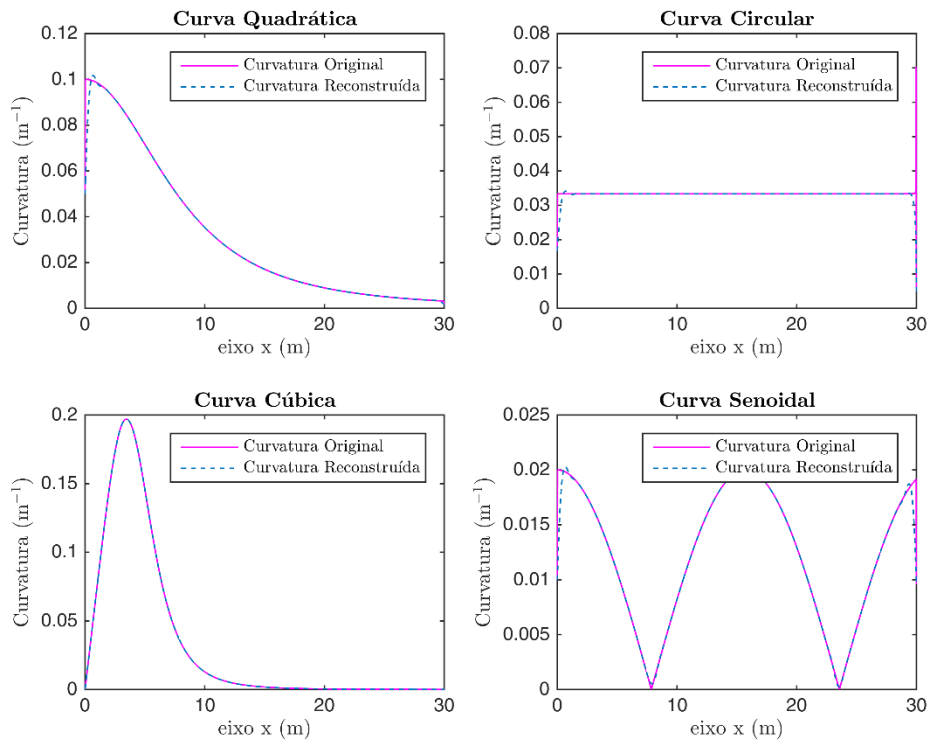 Curva Quadrática
0.12
0.1
0.08
0.06
0.04
0.02
0
Curvatura (m⁻¹)
Curvatura Original
Curvatura Reconstruída
0 10 20 30
eixo x (m)
Curva Circular
0.08
0.07
0.06
0.05
0.04
0.03
0.02
0.01
0
Curvatura (m⁻¹)
Curvatura Original
Curvatura Reconstruída
0 10 20 30
eixo x (m)
Curva Cúbica
0.2
0.15
0.1
0.05
0
Curvatura (m⁻¹)
Curvatura Original
Curvatura Reconstruída
0 10 20 30
eixo x (m)
Curva Senoidal
0.025
0.02
0.015
0.01
0.005
0
Curvatura (m⁻¹)
Curvatura Original
Curvatura Reconstruída
0 10 20 30
eixo x (m)